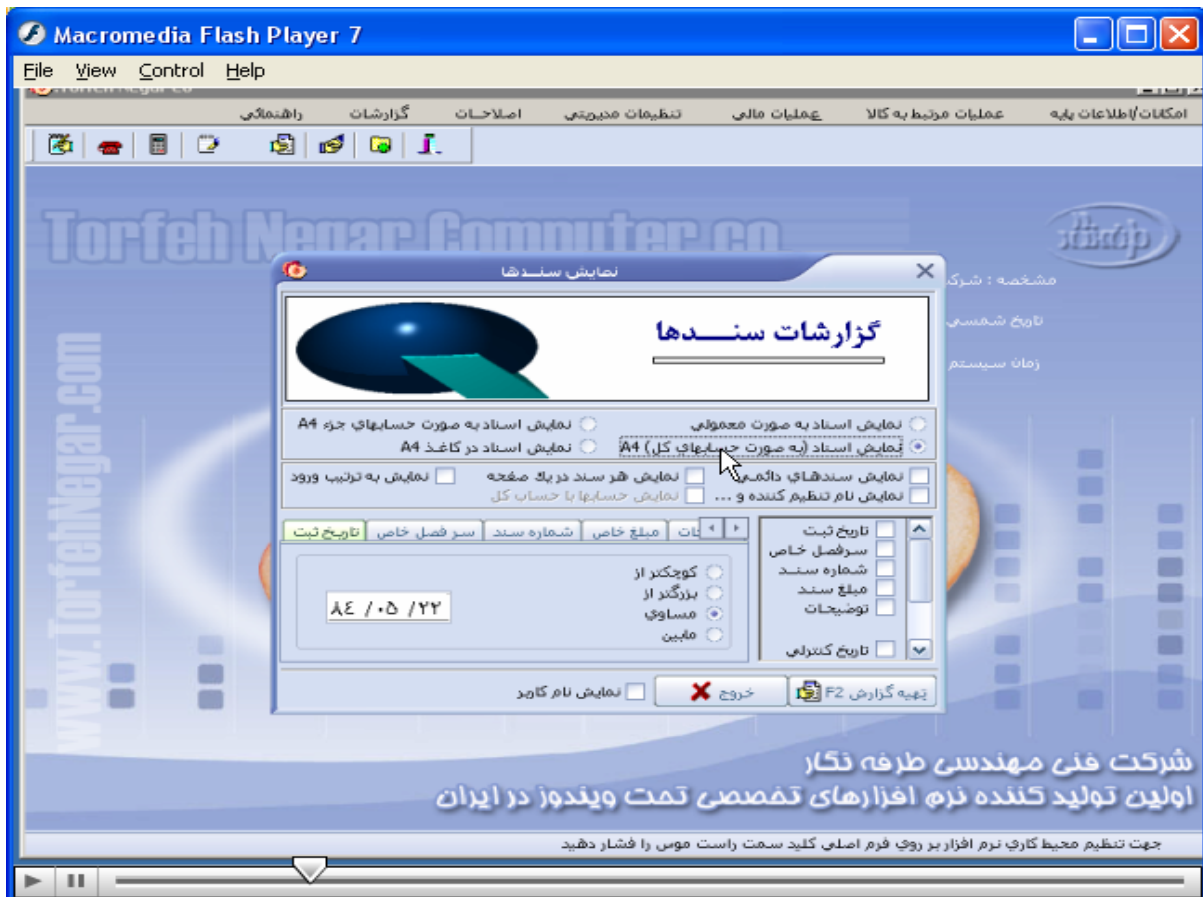 Macromedia Flash Player 7
File View Control Help
امکانات/اطلاعات پایه عملیات مرتبط به کالا عملیات مالی تنظیمات مدیریتی اصلاحات گزارشات راهنمائی
Torfeh Negar Computer co
مشخصه : شرک
تاریخ شمسی
زمان سیستم
www.TorfehNegar.com
نمایش سندها
گزارشات سندها
نمایش اسناد به صورت معمولی نمایش اسناد به صورت حسابهای جزء A4
نمایش اسناد (به صورت حسابهای کل) A4 نمایش اسناد در کاغذ A4
نمایش سندهای دائمی نمایش هر سند در یک صفحه نمایش به ترتیب ورود
نمایش نام تنظیم کننده و ... نمایش حسابها با حساب کل
تاریخ ثبت
سرفصل خاص
شماره سند
مبلغ سند
توضیحات
تاریخ کنترلی
تاریخ ثبت سر فصل خاص شماره سند مبلغ خاص
کوچکتر از
بزرگتر از
مساوی
مابین
۸٤ /۰۵ /۲۲
تهیه گزارش F2 خروج نمایش نام کاربر
شرکت فنی مهندسی طرفه نگار
اولین تولید کننده نرم افزارهای تخصصی تحت ویندوز در ایران
جهت تنظیم محیط کاری نرم افزار بر روی فرم اصلی کلید سمت راست موس را فشار دهید